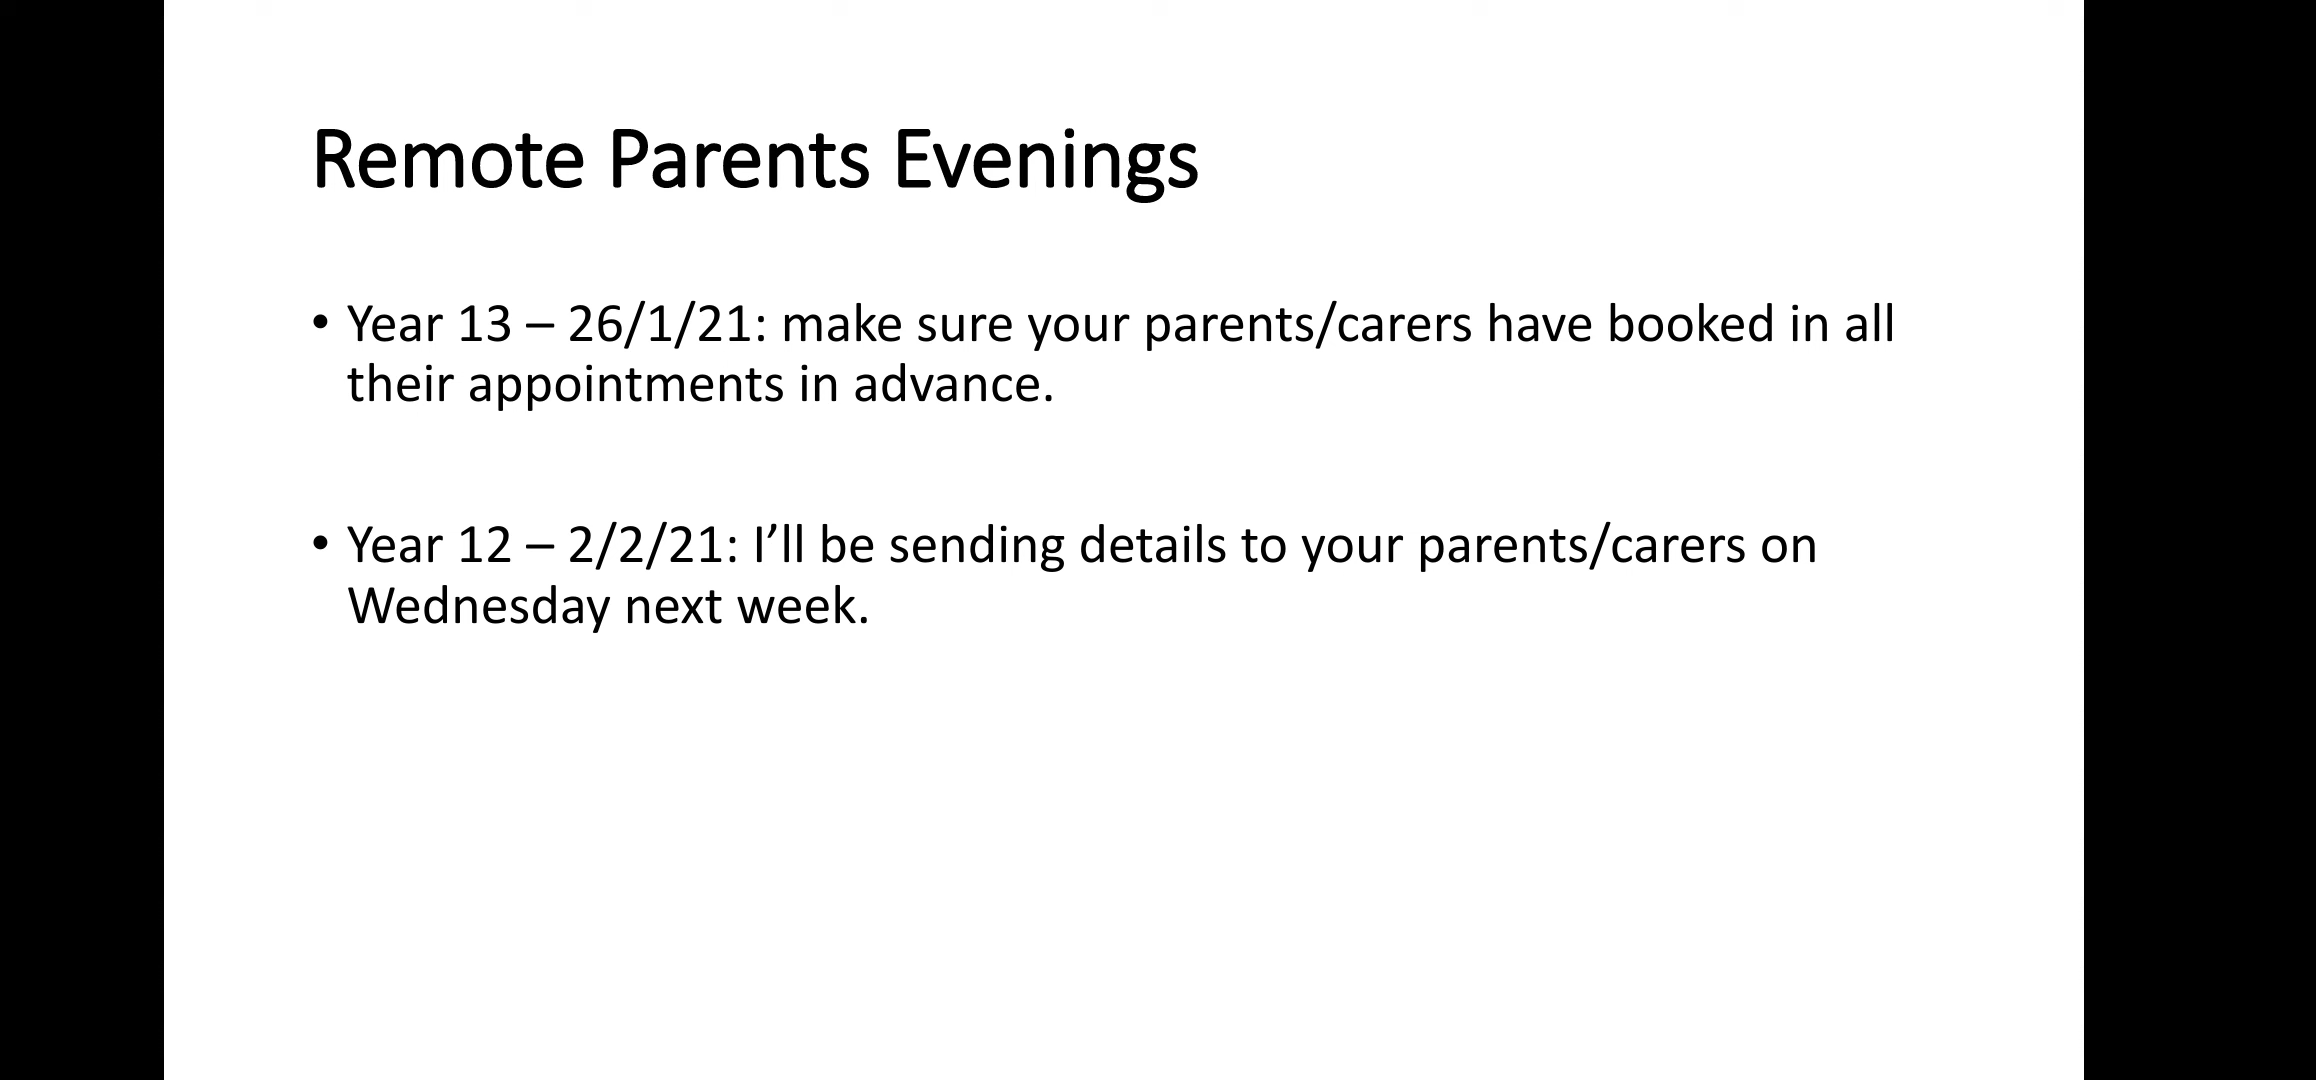 Remote Parents Evenings
• Year 13 – 26/1/21: make sure your parents/carers have booked in all
their appointments in advance.
• Year 12 – 2/2/21: I’ll be sending details to your parents/carers on
Wednesday next week.